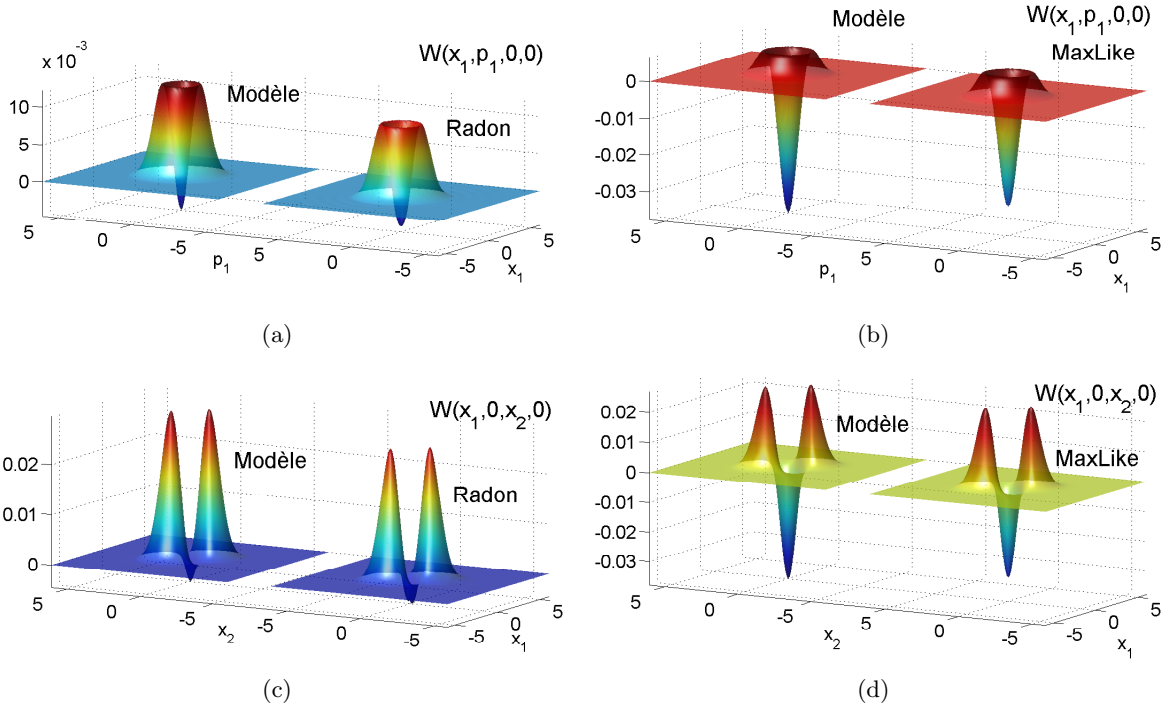 x 10^-3
W(x_1,p_1,0,0)
Modèle
Radon
10
5
0
5 0 -5 5 0 -5
p_1
-5 0 5
x_1
(a)
W(x_1,p_1,0,0)
MaxLike
Modèle
0
-0.01
-0.02
-0.03
5 0 -5 5 0 -5
p_1
-5 0 5
x_1
(b)
W(x_1,0,x_2,0)
Modèle
Radon
0.02
0.01
0
5 0 -5 -5 0 -5
x_2
-5 0 5
x_1
(c)
W(x_1,0,x_2,0)
Modèle
MaxLike
0.02
0.01
0
-0.01
-0.02
-0.03
5 0 -5 5 0 -5
x_2
-5 0 5
x_1
(d)